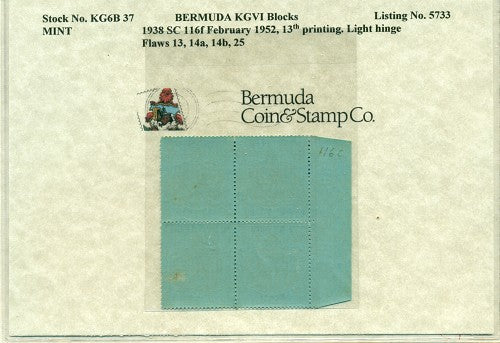 Stock No. KG6B 37 BERMUDA KGVI Blocks Listing No. 5733
MINT 1938 SC 116f February 1952, 13th printing. Light hinge
Flaws 13, 14a, 14b, 25
Bermuda
Coin&Stamp Co.
116C